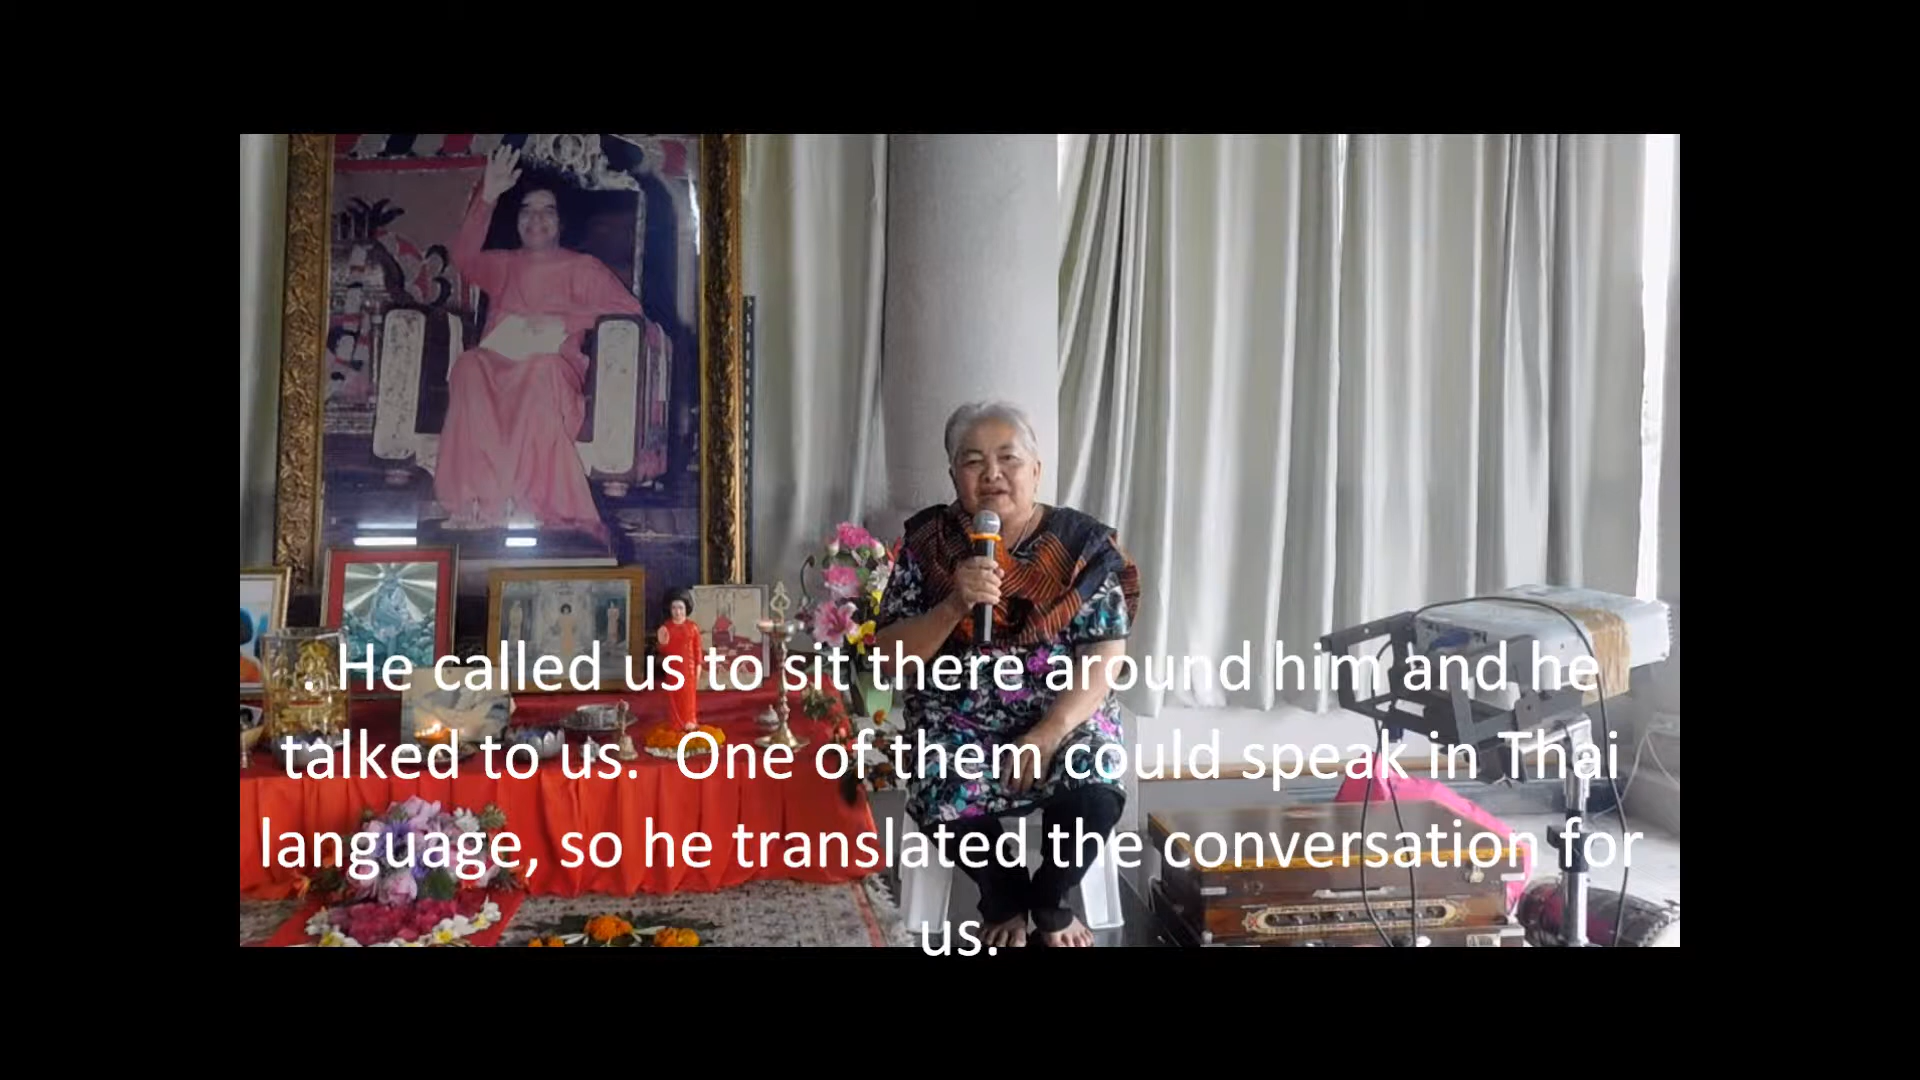 . He called us to sit there around him and he
talked to us.  One of them could speak in Thai
language, so he translated the conversation for
us.